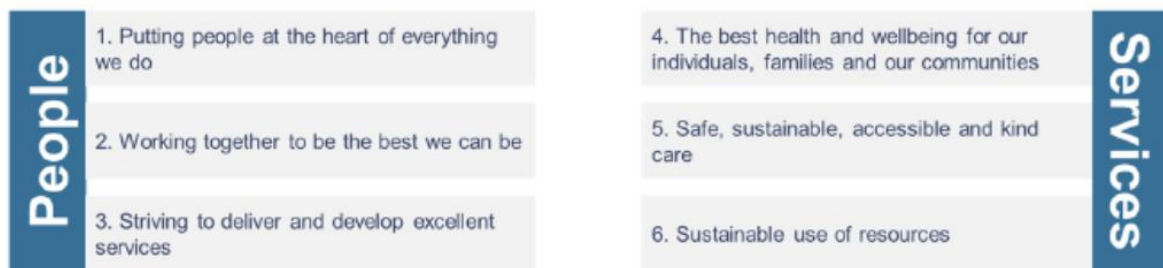 People
1. Putting people at the heart of everything
we do
2. Working together to be the best we can be
3. Striving to deliver and develop excellent
services
4. The best health and wellbeing for our
individuals, families and our communities
5. Safe, sustainable, accessible and kind
care
6. Sustainable use of resources
Services